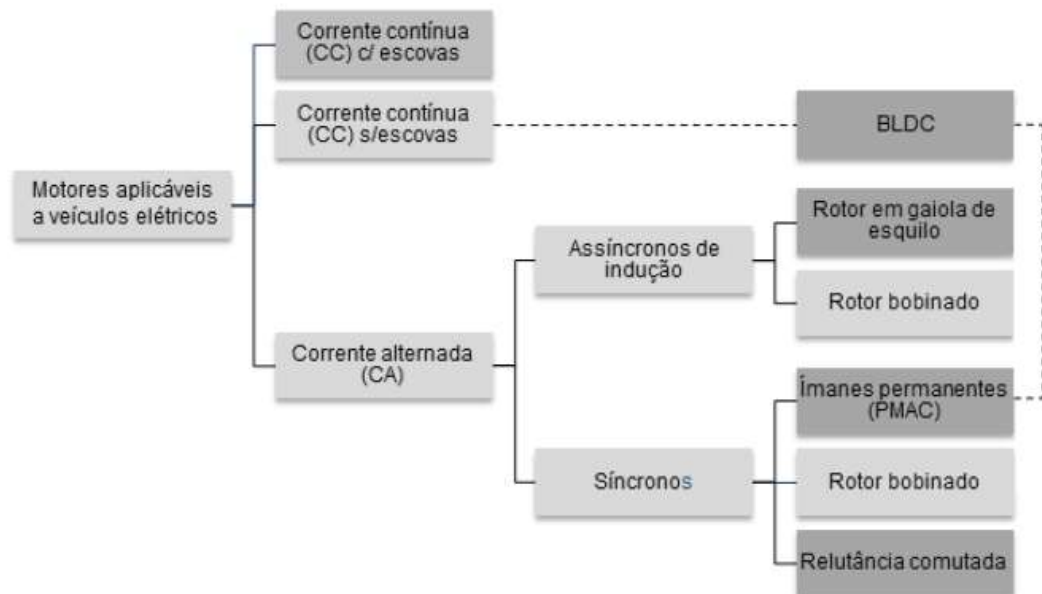 Corrente contínua
(CC) c/ escovas
Corrente contínua
(CC) s/escovas
BLDC
Motores aplicáveis
a veículos elétricos
Rotor em gaiola de
esquilo
Assíncronos de
indução
Rotor bobinado
Corrente alternada
(CA)
Ímanes permanentes
(PMAC)
Síncronos
Rotor bobinado
Relutância comutada